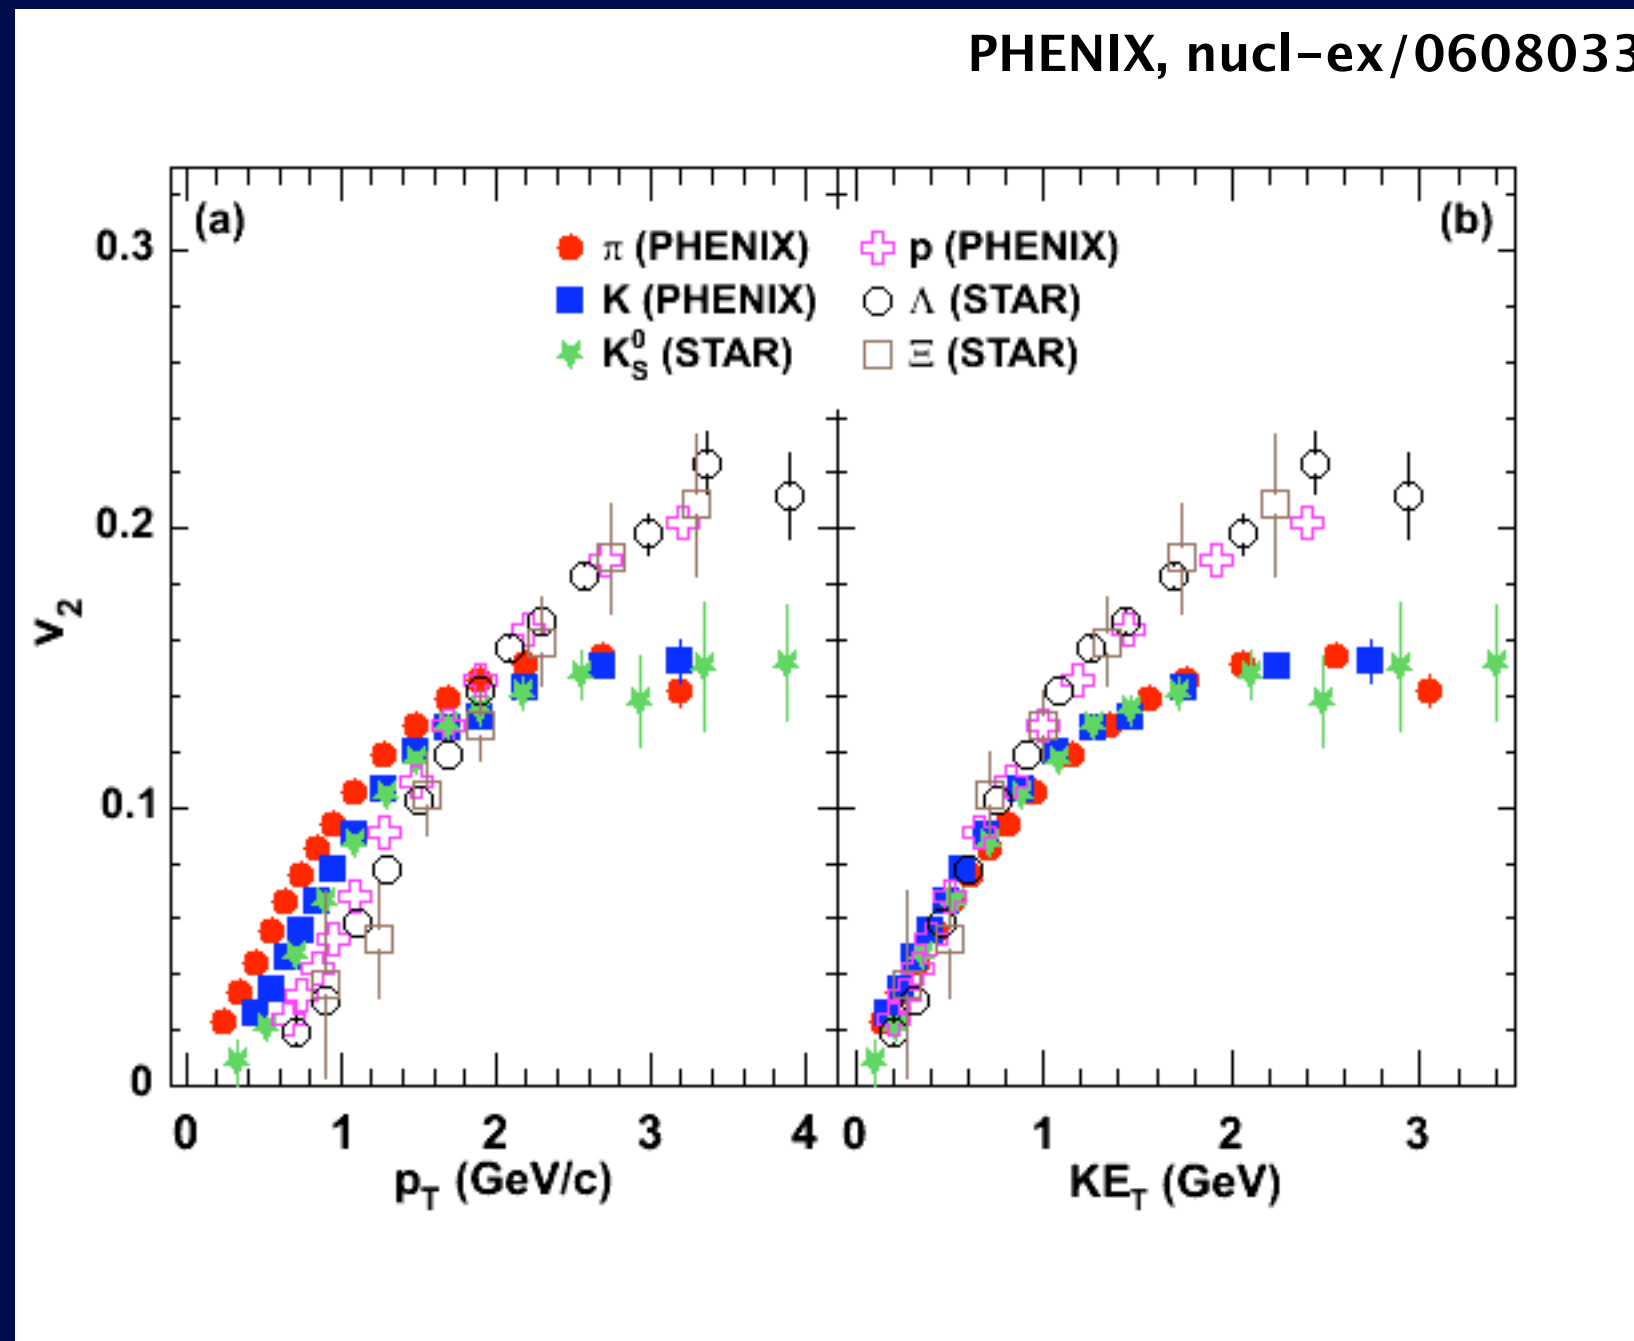 PHENIX, nucl-ex/0608033
(a)
(b)
π (PHENIX)
p (PHENIX)
K (PHENIX)
Λ (STAR)
K⁰S (STAR)
Ξ (STAR)
v2
0.3
0.2
0.1
0
0 1 2 3 4 0 1 2 3
pT (GeV/c)
KET (GeV)